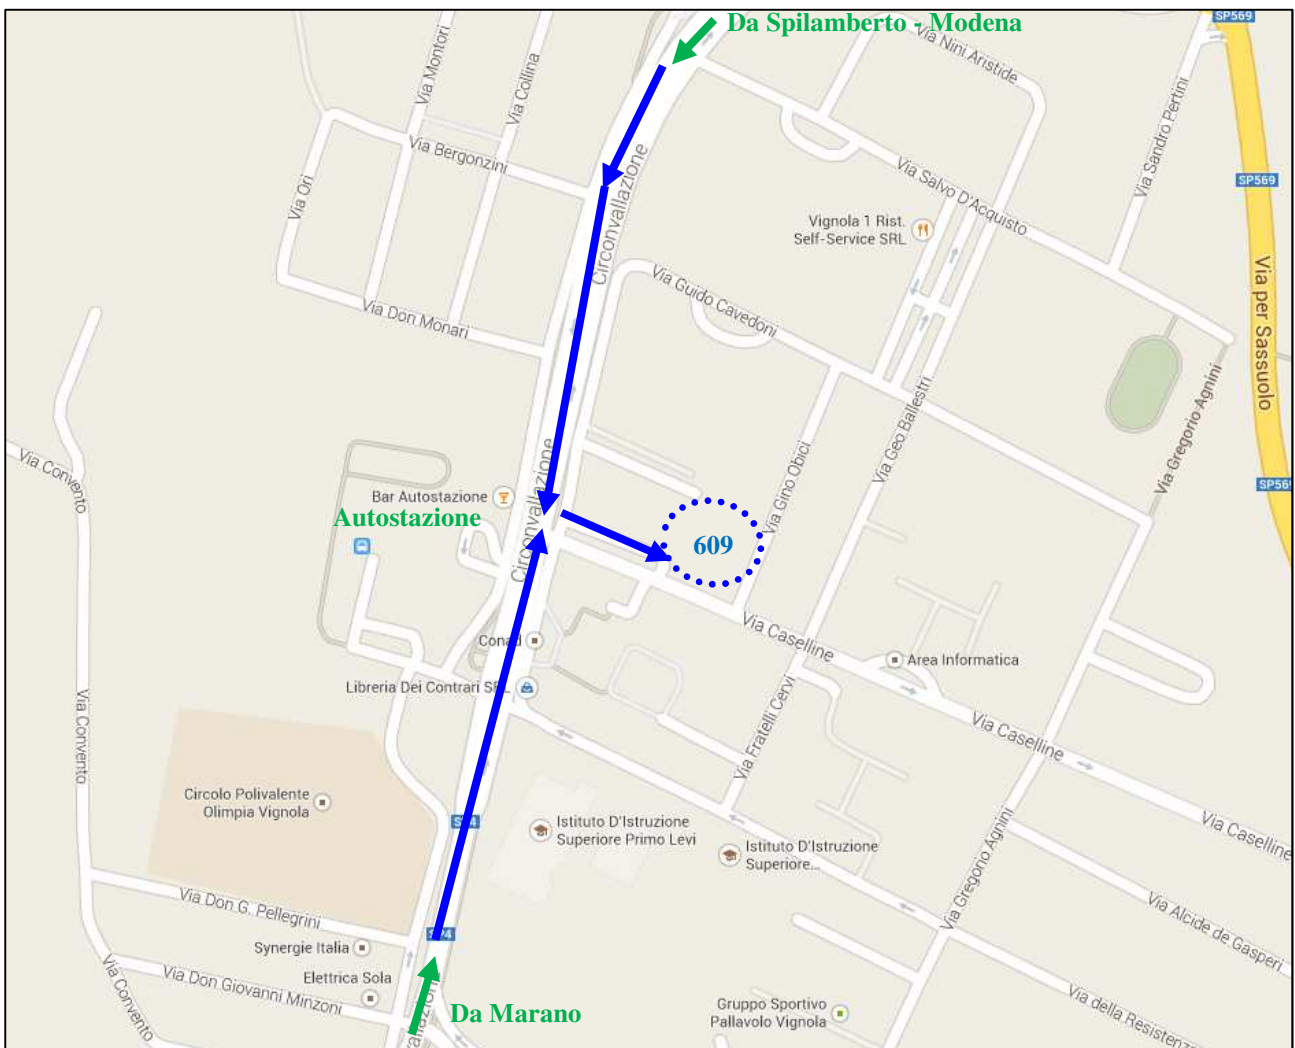 Da Spilamberto - Modena
SP569
Via Nini Aristide
Via Montori
Via Collina
Via Sandro Pertini
Via Bergonzini
Circonvallazione
Via Salvo D'Acquisto
SP569
Via Ori
Vignola 1 Rist.
Self-Service SRL
Via per Sassuolo
Via Guido Cavedoni
Via Don Monari
Via Gregorio Agnini
Via Geo Ballestri
Via Gino Obici
Via Convento
Circonvallazione
Bar Autostazione
SP56
Autostazione
609
Via Caselline
Conad
Area Informatica
Libreria Dei Contrari SRL
Via Convento
Via Fratelli Cervi
Via Caselline
Circolo Polivalente
Olimpia Vignola
Istituto D'Istruzione
Superiore Primo Levi
Via Caselline
Istituto D'Istruzione
Superiore...
Via Gregorio Agnini
Via Don G. Pellegrini
Via Alcide de Gasperi
Synergie Italia
Via Convento
Via Don Giovanni Minzoni
Elettrica Sola
Da Marano
Gruppo Sportivo
Pallavolo Vignola
Via della Resistenza